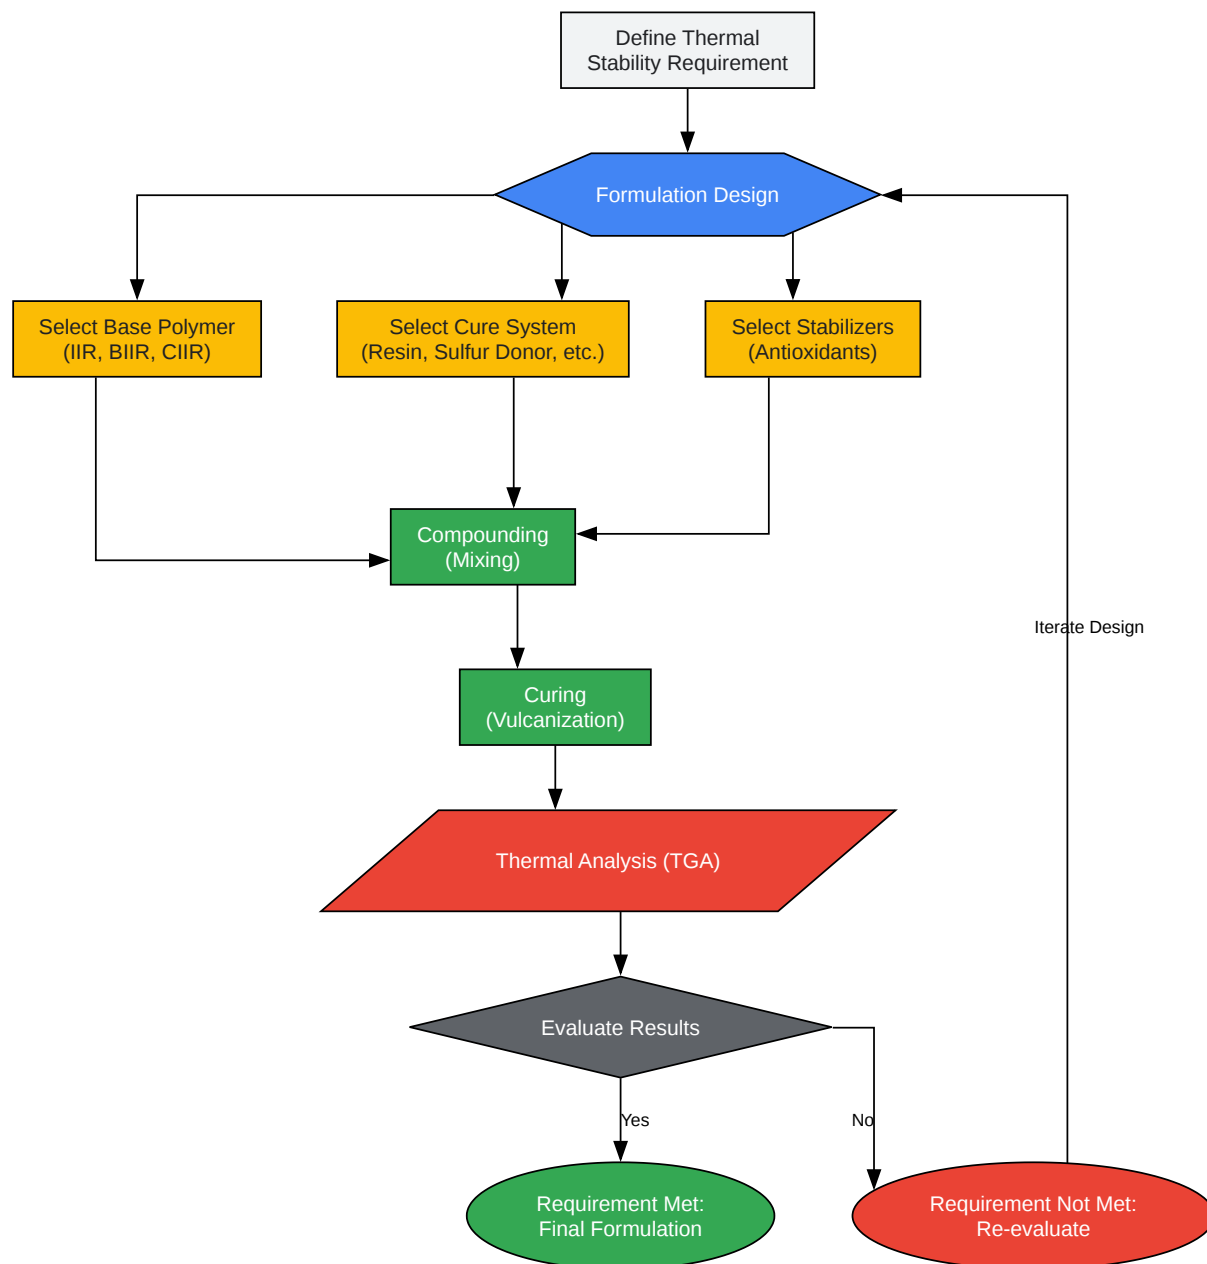 Define Thermal
Stability Requirement
Formulation Design
Select Base Polymer
(IIR, BIIR, CIIR)
Select Cure System
(Resin, Sulfur Donor, etc.)
Select Stabilizers
(Antioxidants)
Compounding
(Mixing)
Iterate Design
Curing
(Vulcanization)
Thermal Analysis (TGA)
Evaluate Results
Yes
No
Requirement Met:
Final Formulation
Requirement Not Met:
Re-evaluate